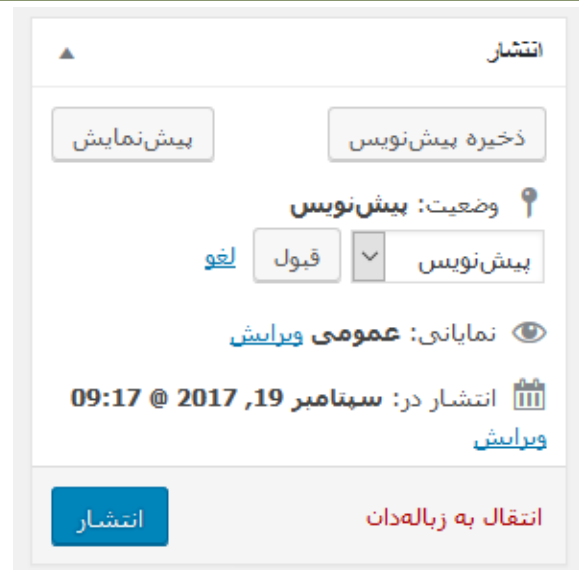 انتشار
ذخیره پیش‌نویس پیش‌نمایش
وضعیت: پیش‌نویس
پیش‌نویس قبول لغو
نمایانی: عمومی ویرایش
انتشار در: سپتامبر 19, 2017 @ 09:17
ویرایش
انتقال به زباله‌دان انتشار